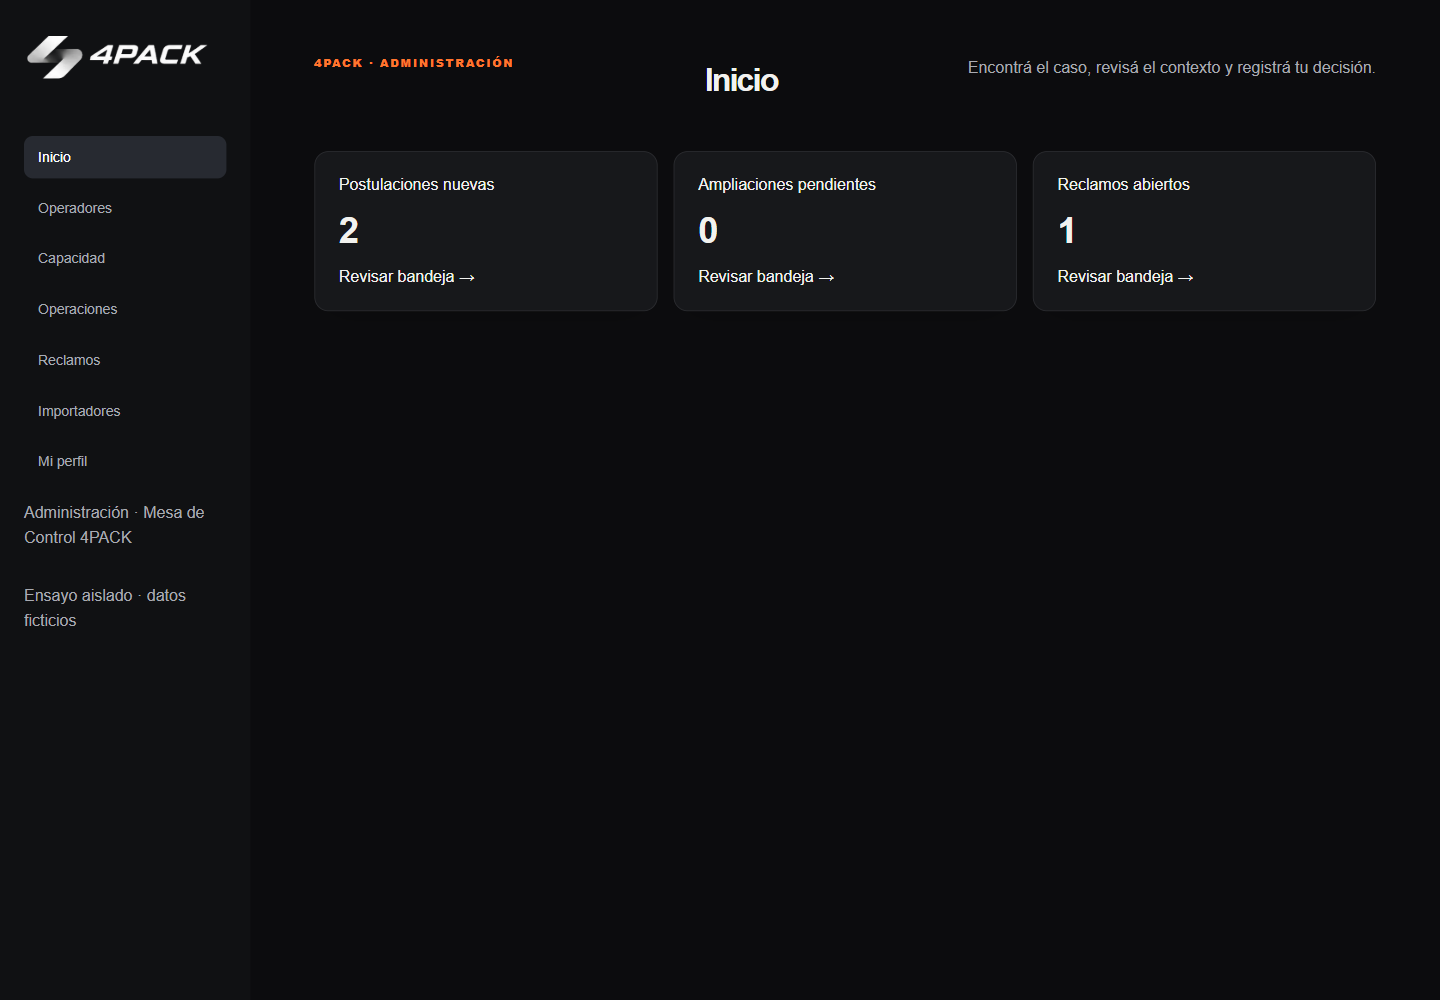 4PACK
Inicio
Operadores
Capacidad
Operaciones
Reclamos
Importadores
Mi perfil
Administración · Mesa de
Control 4PACK
Ensayo aislado · datos
ficticios
4PACK · ADMINISTRACIÓN
Inicio
Encontrá el caso, revisá el contexto y registrá tu decisión.
Postulaciones nuevas
2
Revisar bandeja →
Ampliaciones pendientes
0
Revisar bandeja →
Reclamos abiertos
1
Revisar bandeja →